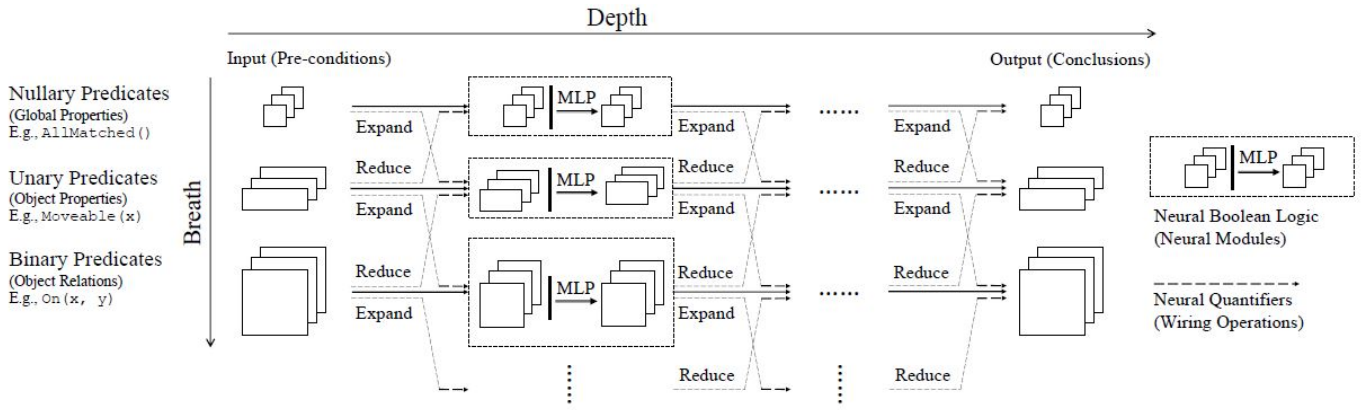 Depth
Input (Pre-conditions)
Output (Conclusions)
Breath
Nullary Predicates
(Global Properties)
E.g., AllMatched()
Unary Predicates
(Object Properties)
E.g., Moveable(x)
Binary Predicates
(Object Relations)
E.g., On(x, y)
Expand
Reduce
Expand
Reduce
Expand
MLP
MLP
MLP
Expand
Reduce
Expand
Reduce
Expand
Reduce
......
......
......
Expand
Reduce
Expand
Reduce
Expand
Reduce
MLP
Neural Boolean Logic
(Neural Modules)
Neural Quantifiers
(Wiring Operations)